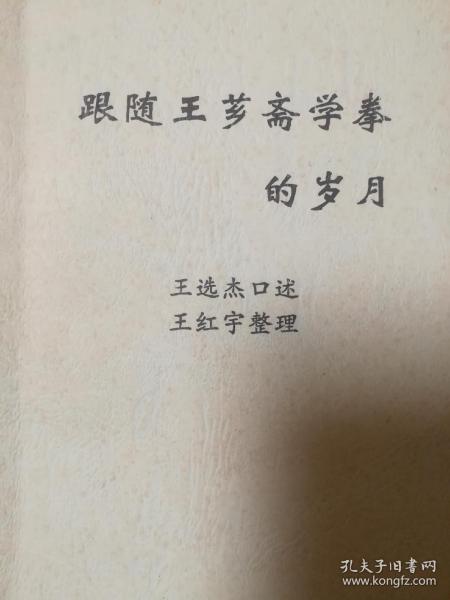 跟随王芗斋学拳
的岁月
王选杰口述
王红宇整理
孔夫子旧书网
www.kongfz.com